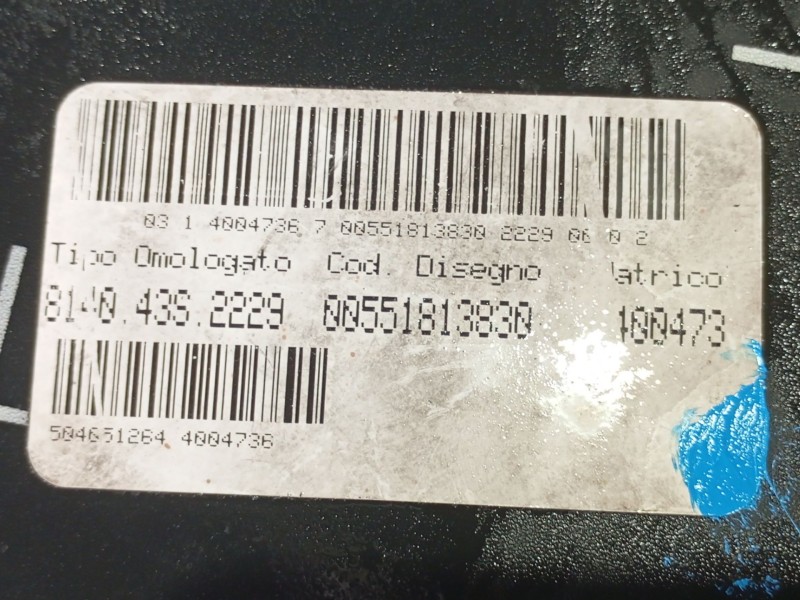 03 1 4004736 7 00551813830 2229 06 0 2
Tipo Omologato Cod. Disegno atrico
8140.43S.2229 00551813830 400473
504651264 4004736